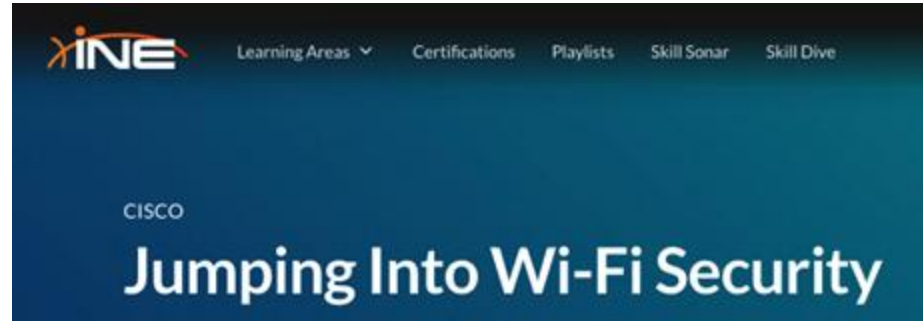 INE Learning Areas Certifications Playlists Skill Sonar Skill Dive
CISCO
Jumping Into Wi-Fi Security